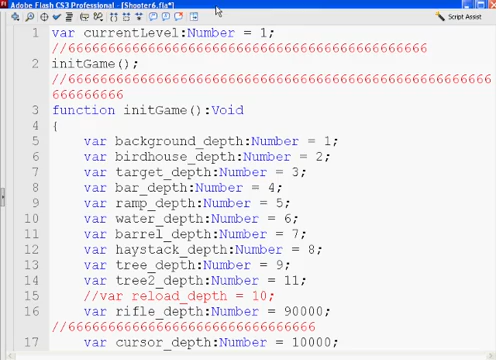 Adobe Flash CS3 Professional - [Shooter6.fla*]
Script Assist
1 var currentLevel:Number = 1;
//66666666666666666666666666666666666666666666
2 initGame();
//6666666666666666666666666666666666666666666666666666
666666666
3 function initGame():Void
4 {
5 var background_depth:Number = 1;
6 var birdhouse_depth:Number = 2;
7 var target_depth:Number = 3;
8 var bar_depth:Number = 4;
9 var ramp_depth:Number = 5;
10 var water_depth:Number = 6;
11 var barrel_depth:Number = 7;
12 var haystack_depth:Number = 8;
13 var tree_depth:Number = 9;
14 var tree2_depth:Number = 11;
15 //var reload_depth = 10;
16 var rifle_depth:Number = 90000;
//6666666666666666666666666666666
17 var cursor_depth:Number = 10000;